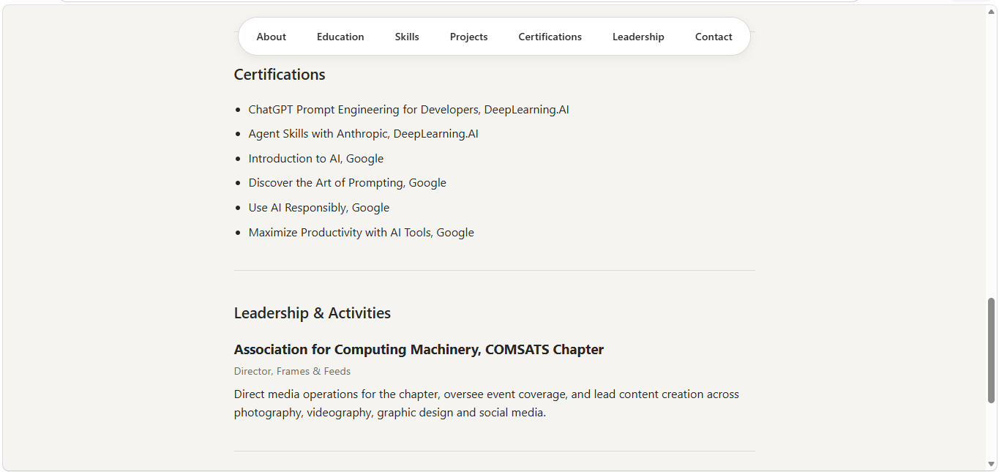 About
Education
Skills
Projects
Certifications
Leadership
Contact
Certifications
ChatGPT Prompt Engineering for Developers, DeepLearning.AI
Agent Skills with Anthropic, DeepLearning.AI
Introduction to AI, Google
Discover the Art of Prompting, Google
Use AI Responsibly, Google
Maximize Productivity with AI Tools, Google
Leadership & Activities
Association for Computing Machinery, COMSATS Chapter
Director, Frames & Feeds
Direct media operations for the chapter, oversee event coverage, and lead content creation across
photography, videography, graphic design and social media.